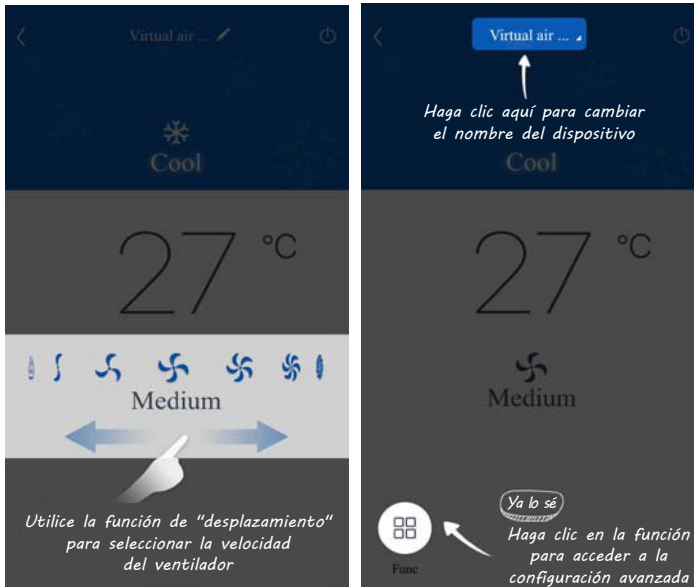 Virtual air ...
Cool
27 °C
Medium
Utilice la función de "desplazamiento"
para seleccionar la velocidad
del ventilador
Virtual air ...
Haga clic aquí para cambiar
el nombre del dispositivo
Cool
27 °C
Medium
Ya lo sé
Func
Haga clic en la función
para acceder a la
configuración avanzada